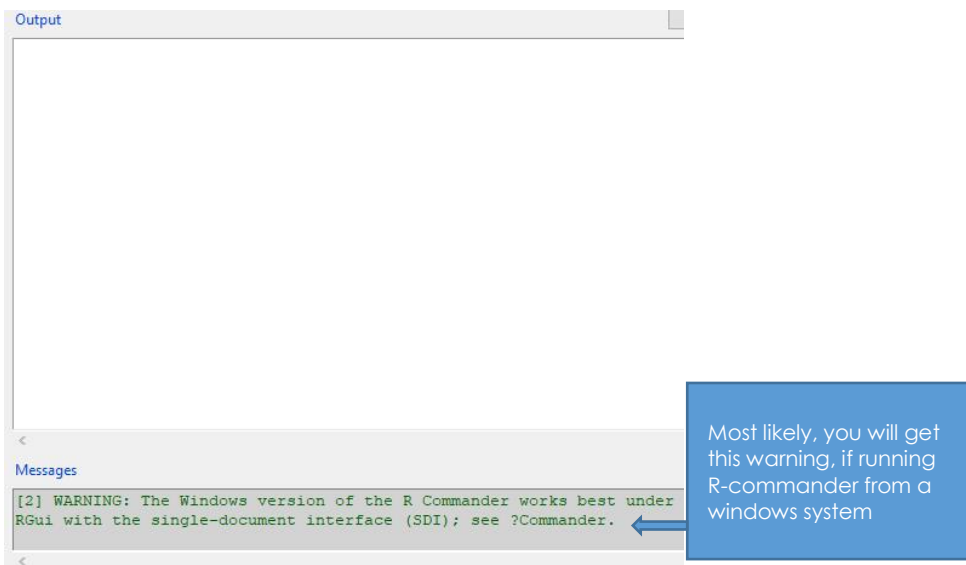 Output
Messages
[2] WARNING: The Windows version of the R Commander works best under
RGui with the single-document interface (SDI); see ?Commander.
Most likely, you will get
this warning, if running
R-commander from a
windows system